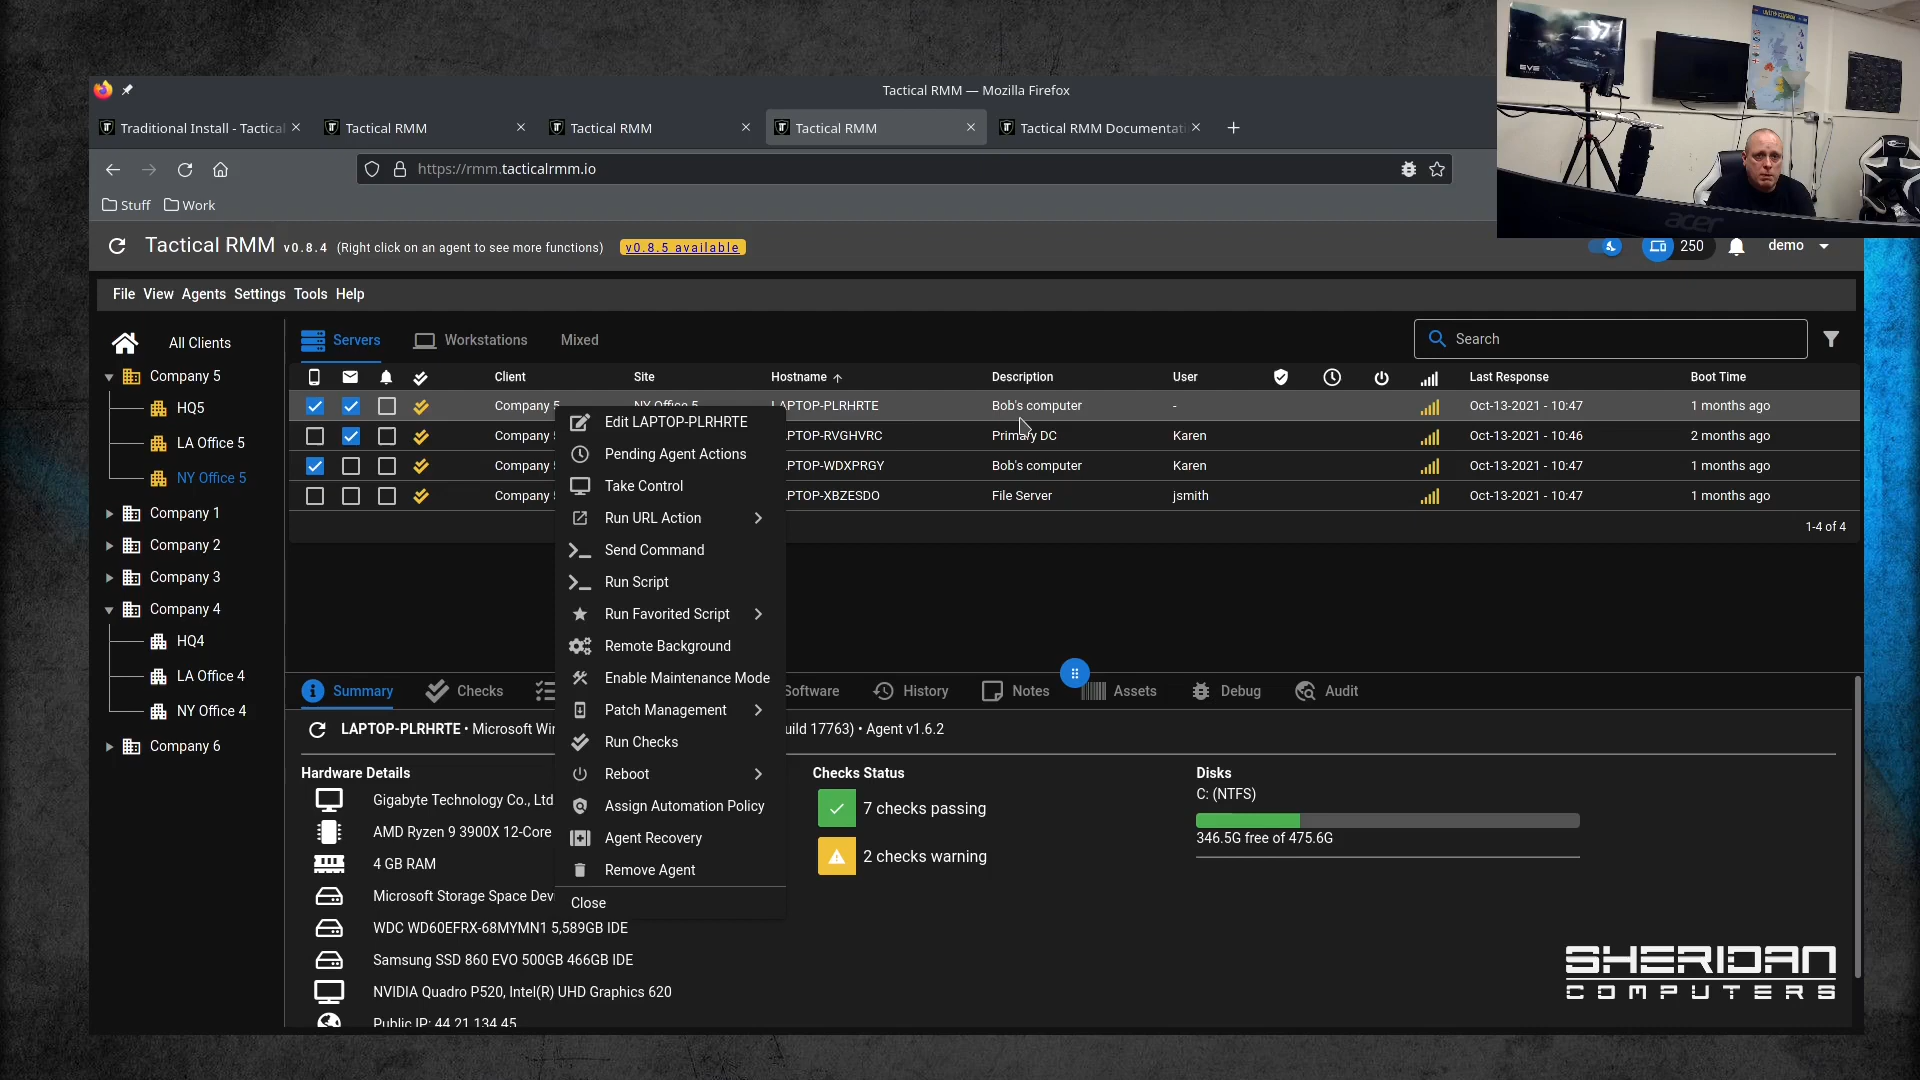 Tactical RMM — Mozilla Firefox
Traditional Install - Tactical
Tactical RMM
Tactical RMM
Tactical RMM
Tactical RMM Documentati
https://rmm.tacticalrmm.io
Stuff Work
Tactical RMM v0.8.4 (Right click on an agent to see more functions) v0.8.5 available
250 demo
File View Agents Settings Tools Help
All Clients
Company 5
HQ5
LA Office 5
NY Office 5
Company 1
Company 2
Company 3
Company 4
HQ4
LA Office 4
NY Office 4
Company 6
Servers Workstations Mixed
Search
Client Site Hostname Description User Last Response Boot Time
Company 5 NY Office 5 LAPTOP-PLRHRTE Bob's computer - Oct-13-2021 - 10:47 1 months ago
Company PTOP-RVGHVRC Primary DC Karen Oct-13-2021 - 10:46 2 months ago
Company PTOP-WDXPRGY Bob's computer Karen Oct-13-2021 - 10:47 1 months ago
Company PTOP-XBZESDO File Server jsmith Oct-13-2021 - 10:47 1 months ago
1-4 of 4
Edit LAPTOP-PLRHRTE
Pending Agent Actions
Take Control
Run URL Action
Send Command
Run Script
Run Favorited Script
Remote Background
Enable Maintenance Mode
Patch Management
Run Checks
Reboot
Assign Automation Policy
Agent Recovery
Remove Agent
Close
Summary Checks Software History Notes Assets Debug Audit
LAPTOP-PLRHRTE • Microsoft Wi uild 17763) • Agent v1.6.2
Hardware Details
Gigabyte Technology Co., Ltd
AMD Ryzen 9 3900X 12-Core
4 GB RAM
Microsoft Storage Space Dev
WDC WD60EFRX-68MYMN1 5,589GB IDE
Samsung SSD 860 EVO 500GB 466GB IDE
NVIDIA Quadro P520, Intel(R) UHD Graphics 620
Public IP: 44.21.134.45
Checks Status
7 checks passing
2 checks warning
Disks
C: (NTFS)
346.5G free of 475.6G
SHERIDAN
COMPUTERS
EVE
acer